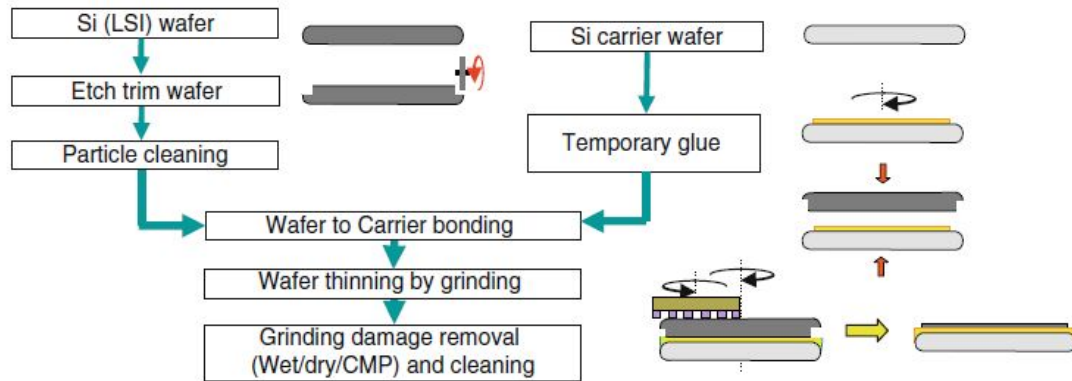 Si (LSI) wafer
Si carrier wafer
Etch trim wafer
Particle cleaning
Temporary glue
Wafer to Carrier bonding
Wafer thinning by grinding
Grinding damage removal
(Wet/dry/CMP) and cleaning